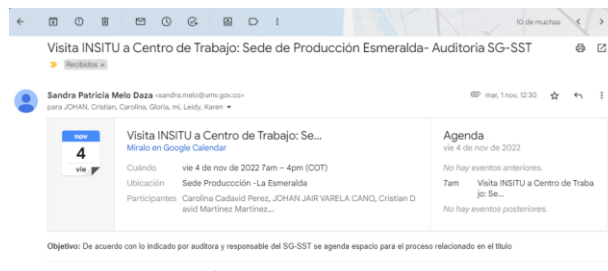 10 de muchas
Visita INSITU a Centro de Trabajo: Sede de Producción Esmeralda- Auditoria SG-SST
Recibidos x
Sandra Patricia Melo Daza <sandra.melo@umv.gov.co>
mar, 1 nov, 12:30
para JOHAN, Cristian, Carolina, Gloria, mi, Leidy, Karen
nov
4
vie
Visita INSITU a Centro de Trabajo: Se...
Míralo en Google Calendar
Cuándo vie 4 de nov de 2022 7am – 4pm (COT)
Ubicación Sede Produccción -La Esmeralda
Participantes Carolina Cadavid Perez, JOHAN JAIR VARELA CANO, Cristian D
avid Martinez Martinez...
Agenda
vie 4 de nov de 2022
No hay eventos anteriores.
7am Visita INSITU a Centro de Traba
jo: Se...
No hay eventos posteriores.
Objetivo: De acuerdo con lo indicado por auditora y responsable del SG-SST se agenda espacio para el proceso relacionado en el titulo